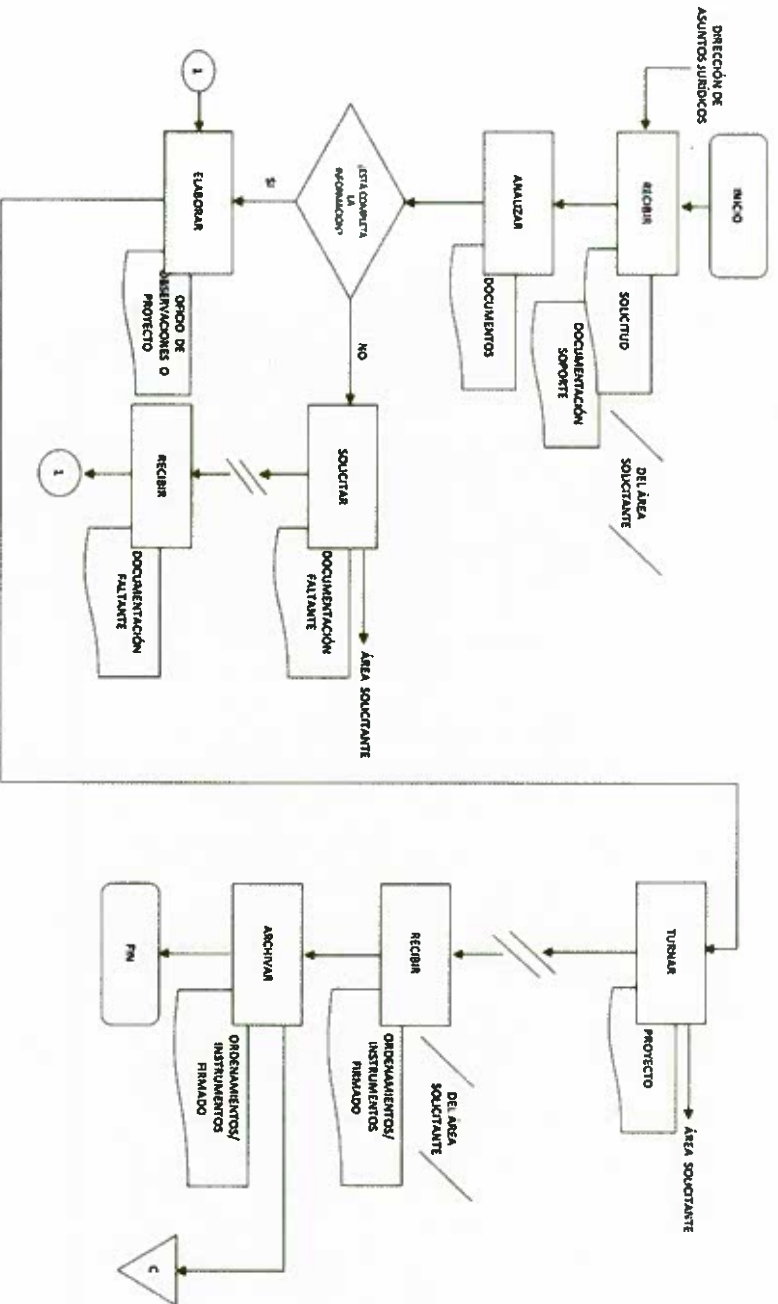 INICIO
DIRECCIÓN DE
ASUNTOS JURÍDICOS
RECIBIR
SOLICITUD
DOCUMENTACIÓN
SOPORTE
DEL ÁREA
SOLICITANTE
ANALIZAR
DOCUMENTOS
¿ESTA COMPLETA
LA
INFORMACIÓN?
NO
SI
SOLICITAR
DOCUMENTACIÓN
FALTANTE
ÁREA SOLICITANTE
RECIBIR
DOCUMENTACIÓN
FALTANTE
1
1
ELABORAR
OFICIO DE
OBSERVACIONES O
PROYECTO
TURNAR
PROYECTO
ÁREA SOLICITANTE
RECIBIR
ORDENAMIENTOS/
INSTRUMENTOS
FIRMADO
DEL ÁREA
SOLICITANTE
ARCHIVAR
ORDENAMIENTOS/
INSTRUMENTOS
FIRMADO
C
FIN